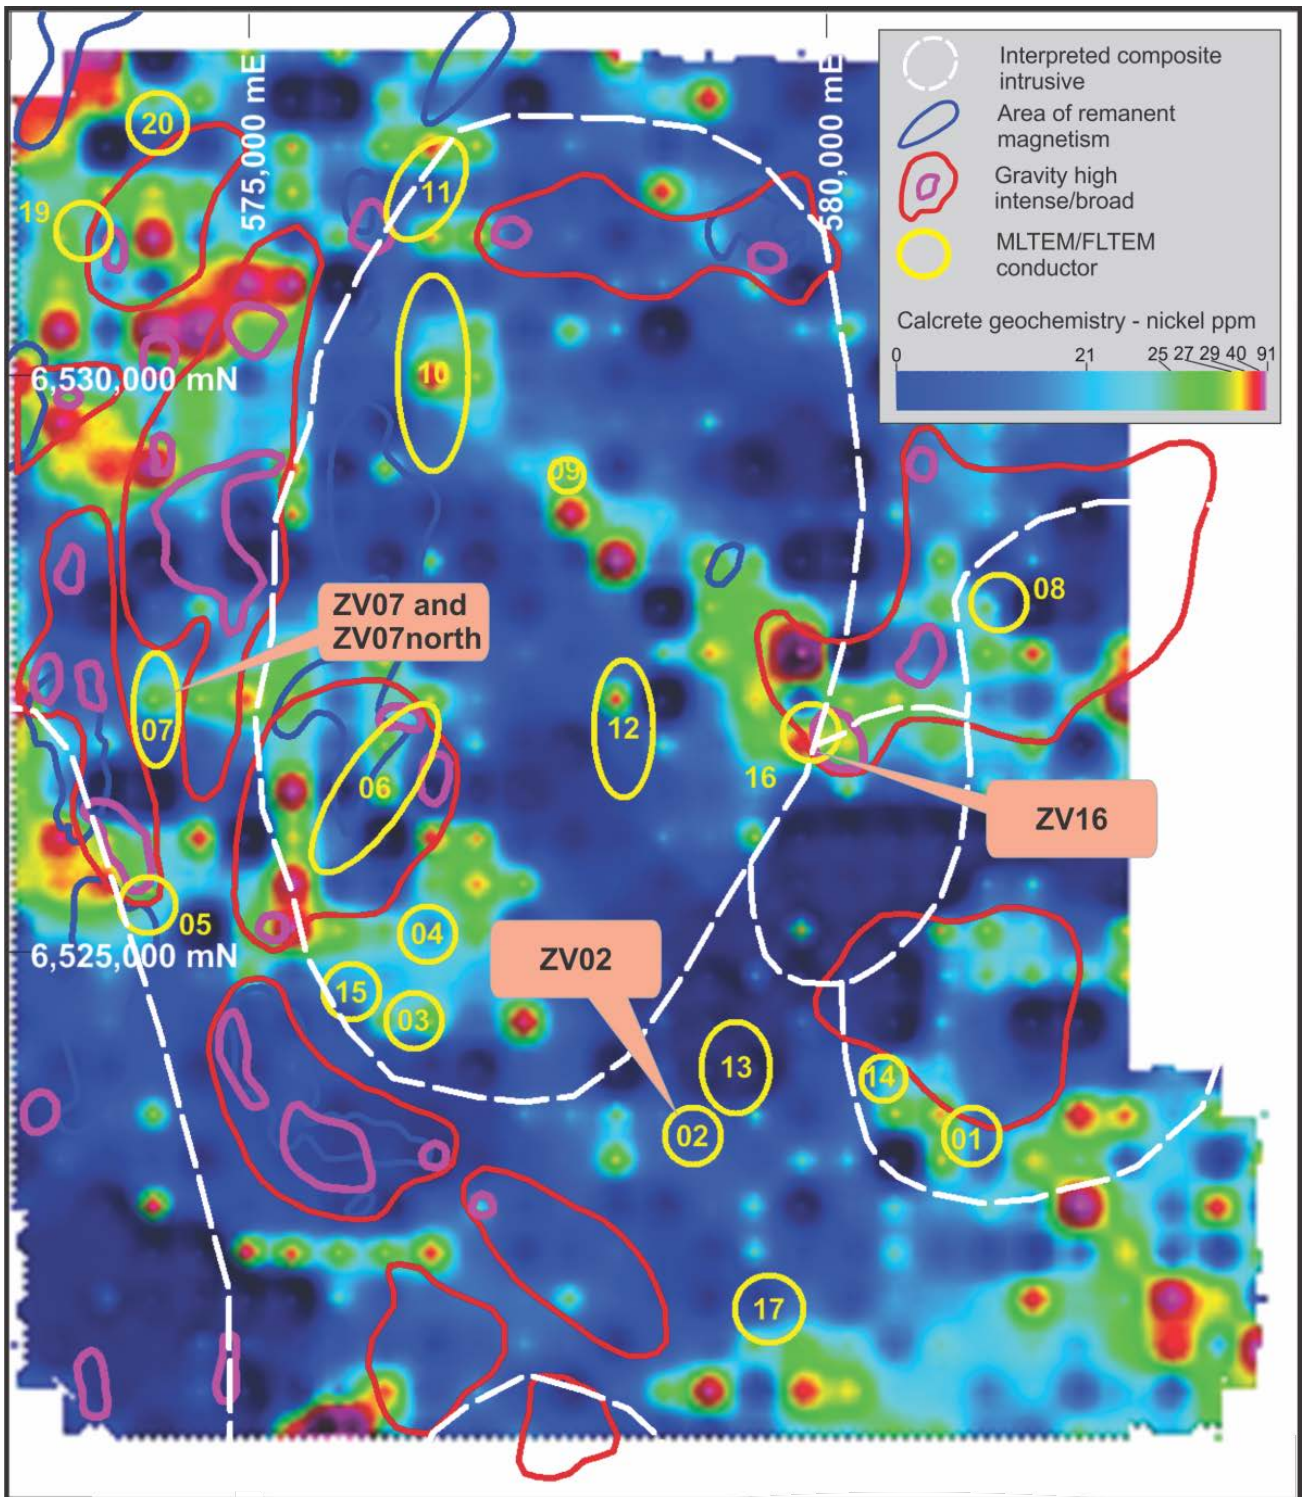 Interpreted composite
intrusive
Area of remanent
magnetism
Gravity high
intense/broad
MLTEM/FLTEM
conductor
Calcrete geochemistry - nickel ppm
0 21 25 27 29 40 91
575,000 mE
580,000 mE
20
19
11
10
6,530,000 mN
09
08
ZV07 and
ZV07north
07
12
06
16
ZV16
05
04
6,525,000 mN
ZV02
15
03
13
14
02
01
17